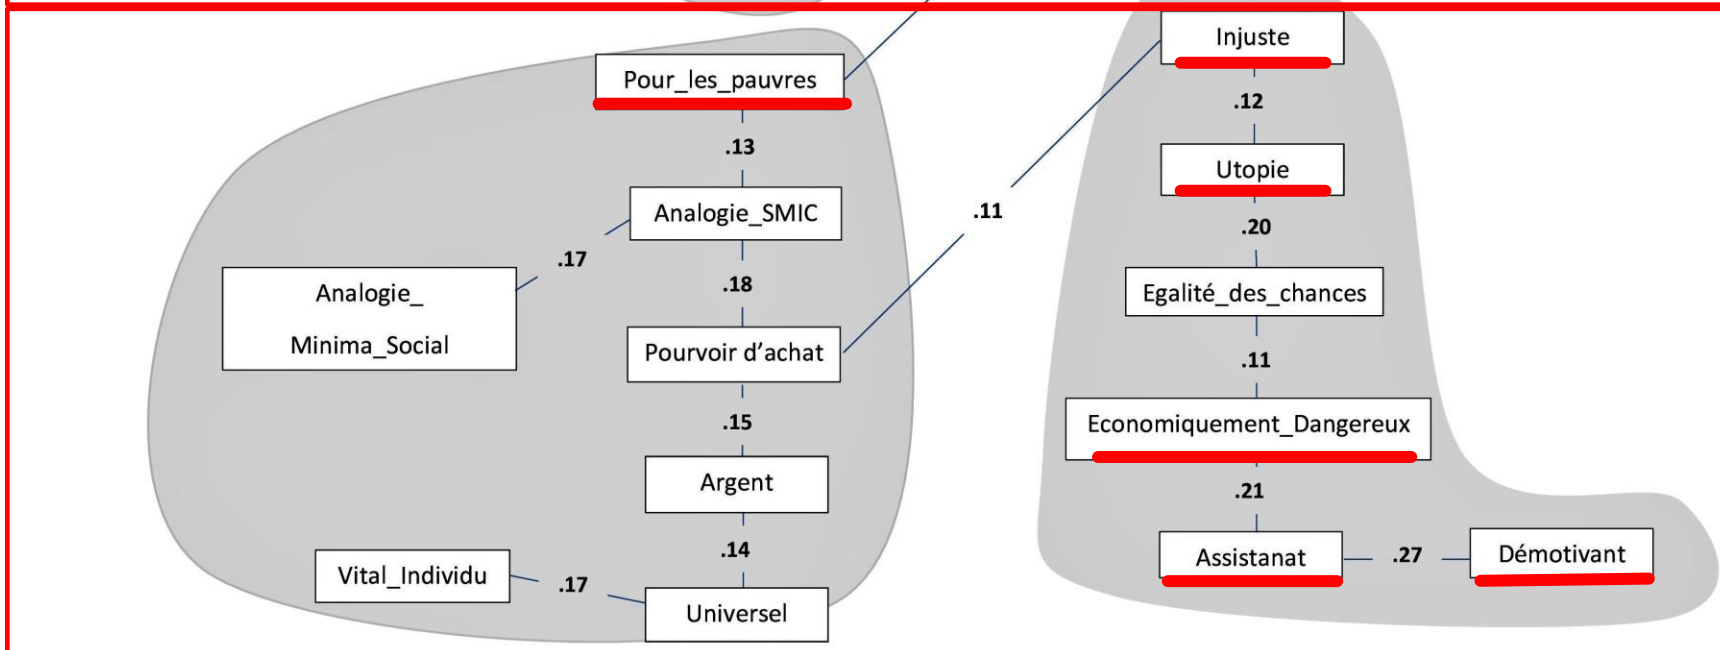 Injuste
Pour_les_pauvres
.12
.13
Utopie
Analogie_SMIC
.11
.20
.17
.18
Analogie_
Minima_Social
Egalité_des_chances
Pourvoir d’achat
.11
.15
Economiquement_Dangereux
Argent
.21
.14
Assistanat
.27
Démotivant
Vital_Individu
.17
Universel